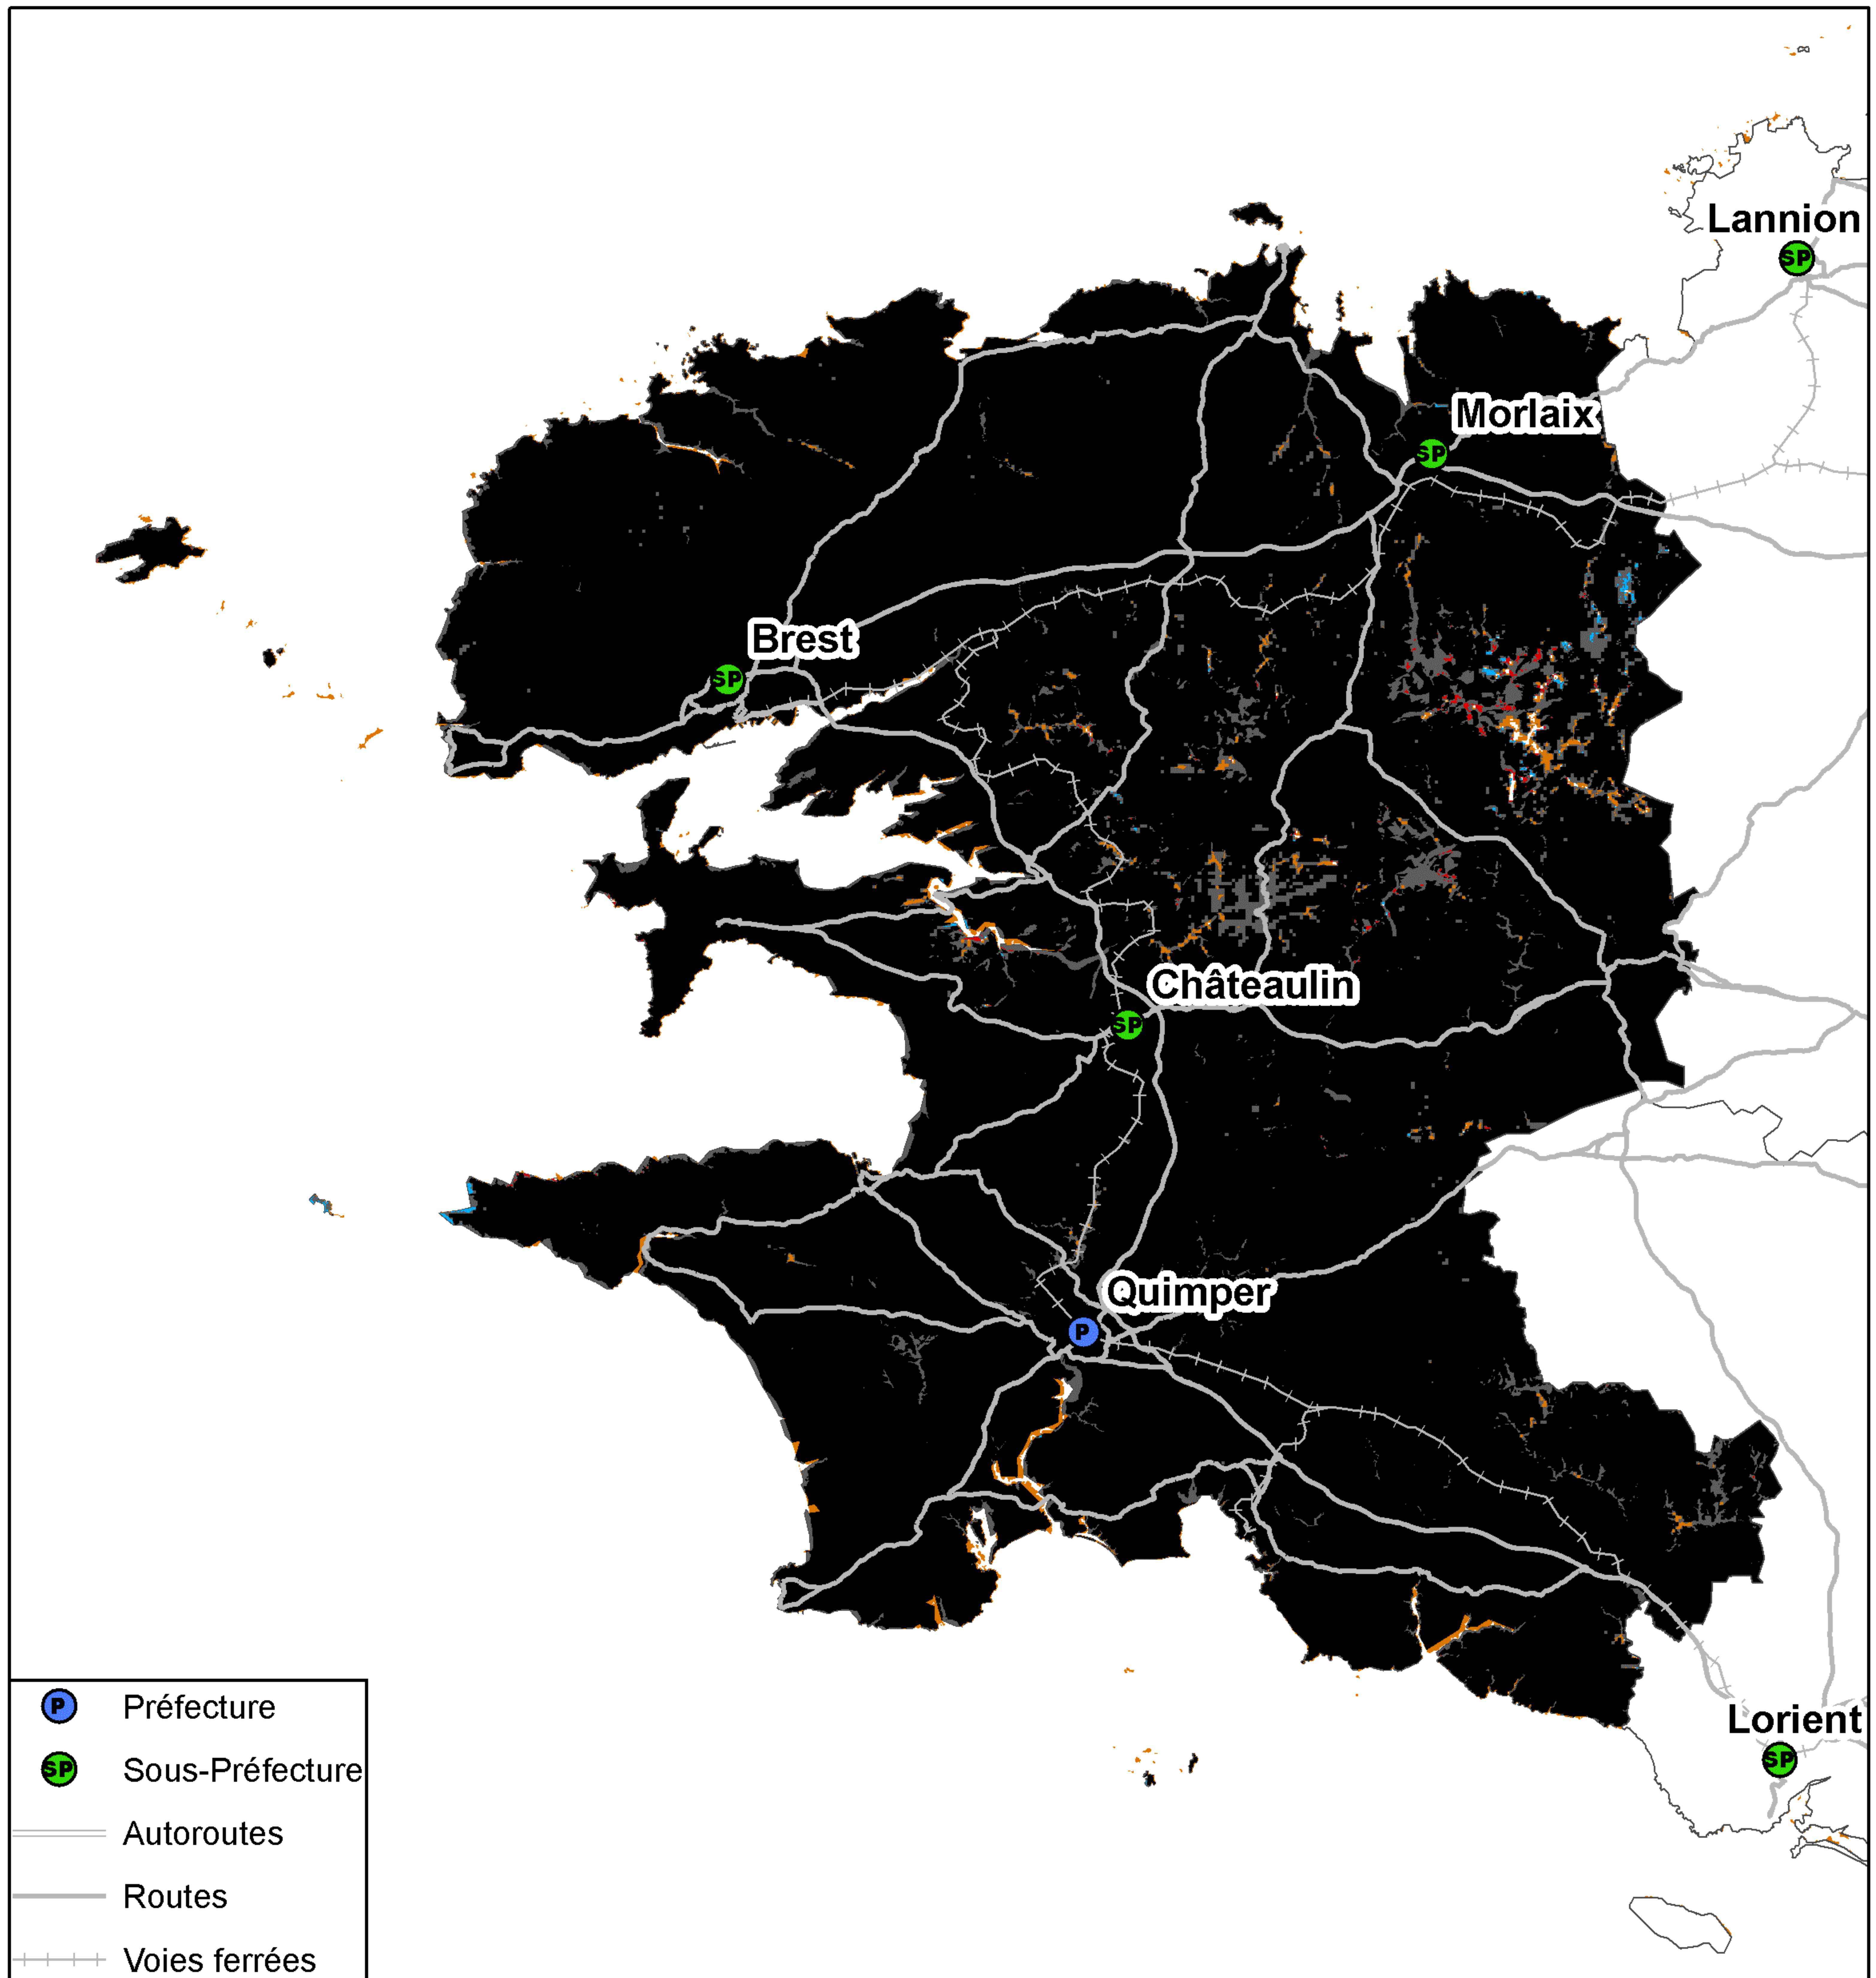 Lannion
SP
Morlaix
SP
Brest
SP
Châteaulin
SP
Quimper
P
Lorient
SP
P Préfecture
SP Sous-Préfecture
Autoroutes
Routes
Voies ferrées